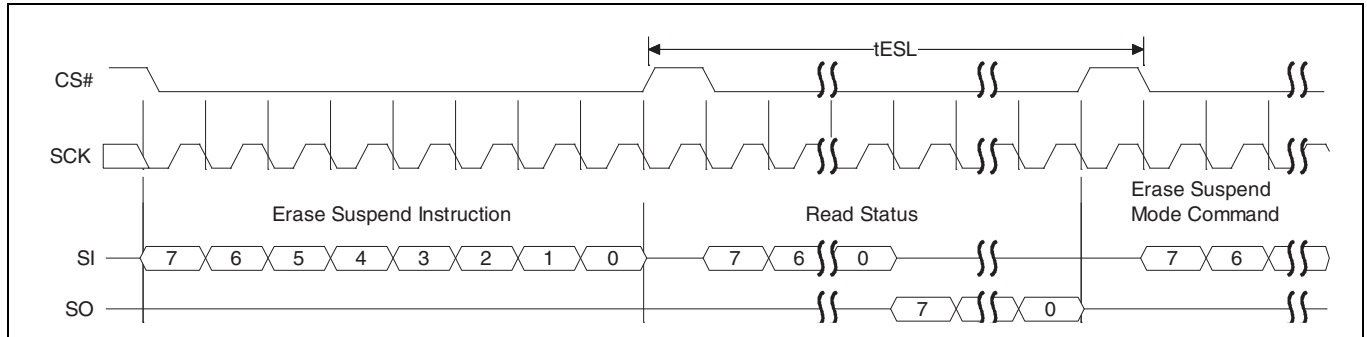 tESL
CS#
SCK
Erase Suspend Instruction
Read Status
Erase Suspend
Mode Command
SI
7 6 5 4 3 2 1 0
7 6 0
7 6
SO
7 0